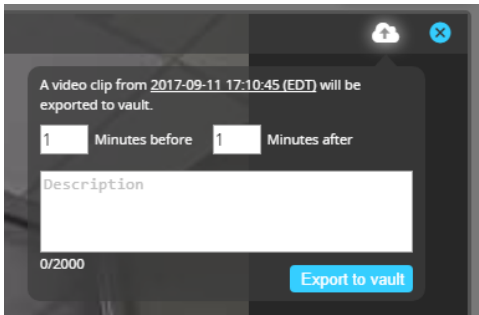 A video clip from 2017-09-11 17:10:45 (EDT) will be
exported to vault.
1 Minutes before 1 Minutes after
Description
0/2000
Export to vault